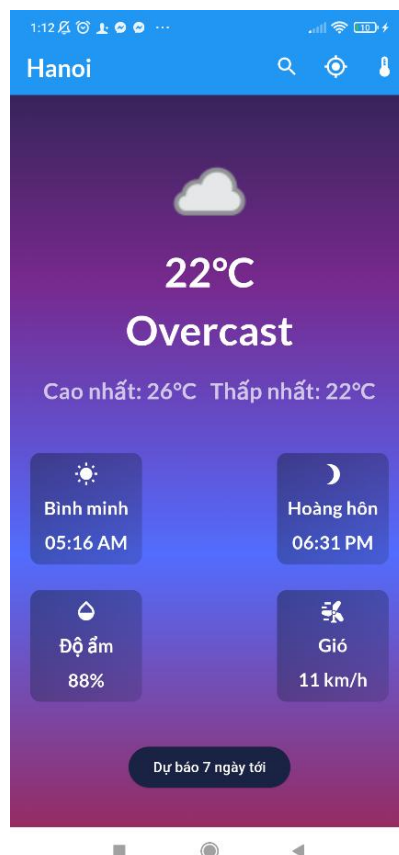 1:12
10
Hanoi
22°C
Overcast
Cao nhất: 26°C Thấp nhất: 22°C
Bình minh
05:16 AM
Hoàng hôn
06:31 PM
Độ ẩm
88%
Gió
11 km/h
Dự báo 7 ngày tới